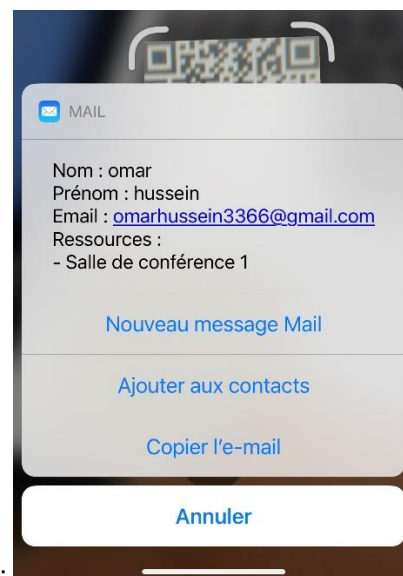 MAIL
Nom : omar
Prénom : hussein
Email : omarhussein3366@gmail.com
Ressources :
- Salle de conférence 1
Nouveau message Mail
Ajouter aux contacts
Copier l’e-mail
Annuler
.